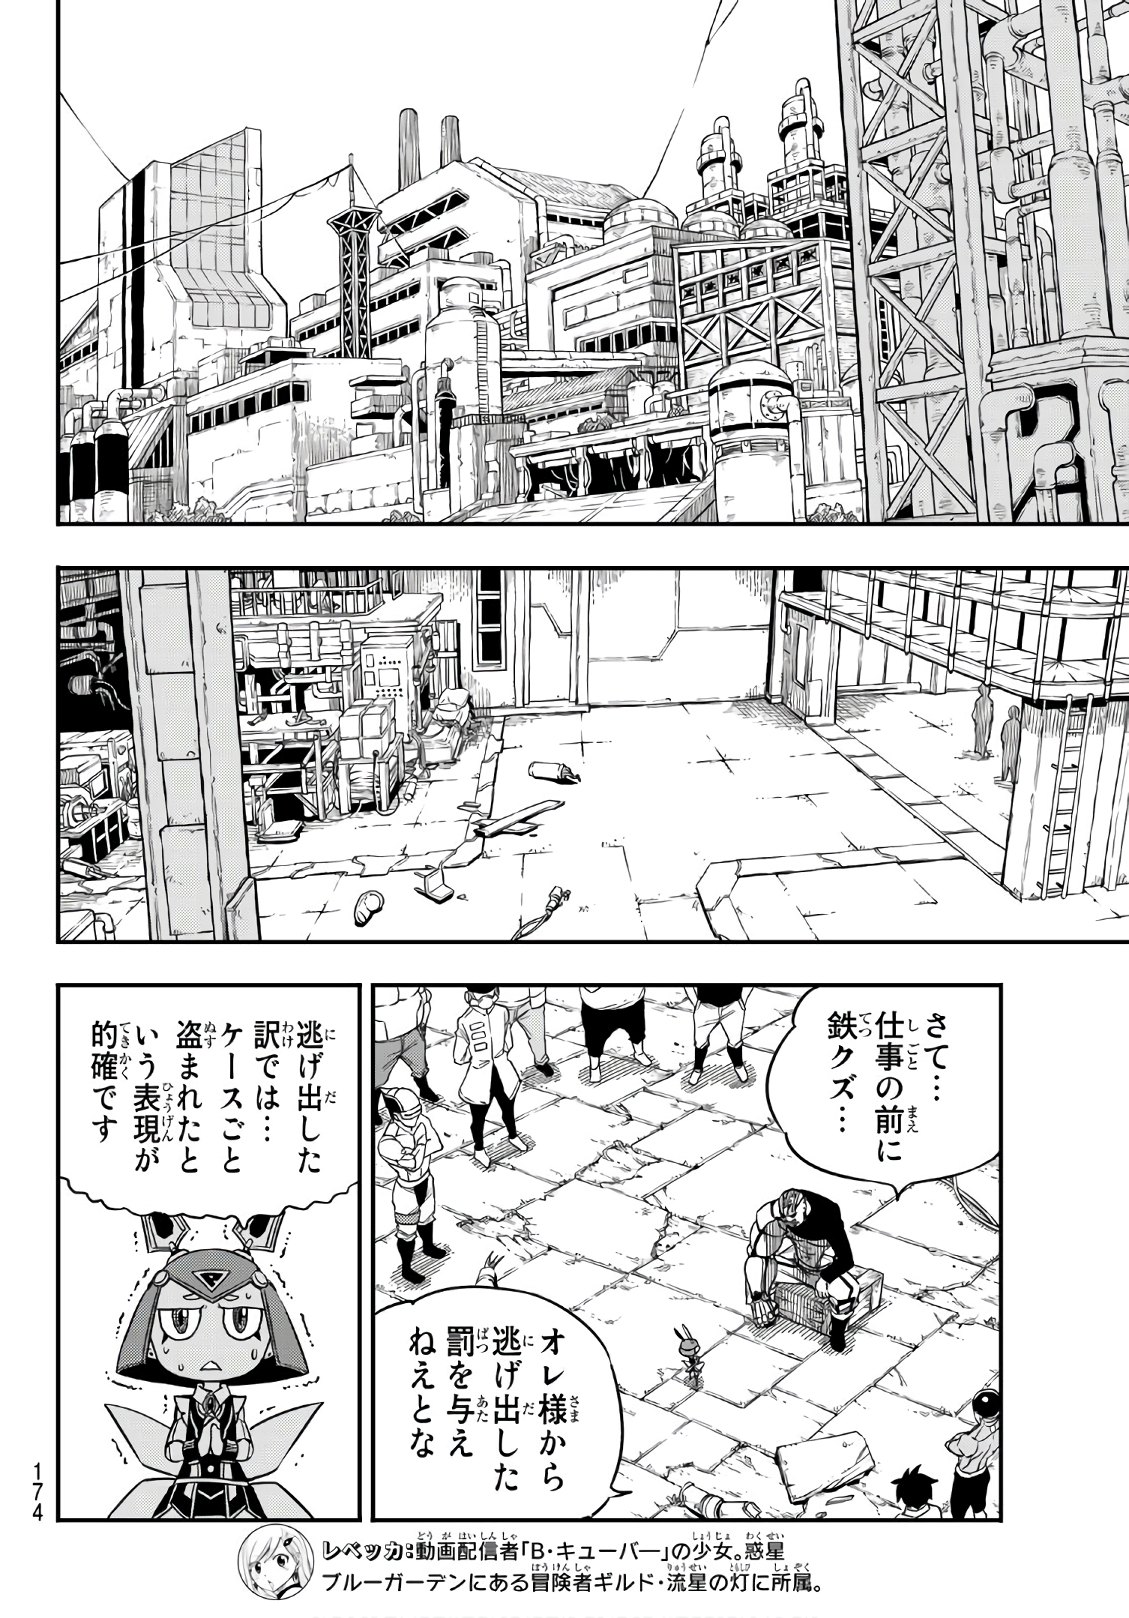 さて…
仕事の前に
鉄クズ…
オレ様から
逃げ出した
罰を与え
ねえとな
逃げ出した
訳では…
ケースごと
盗まれたと
いう表現が
的確です
174
レベッカ:動画配信者「B・キューバー」の少女。惑星
ブルーガーデンにある冒険者ギルド・流星の灯に所属。